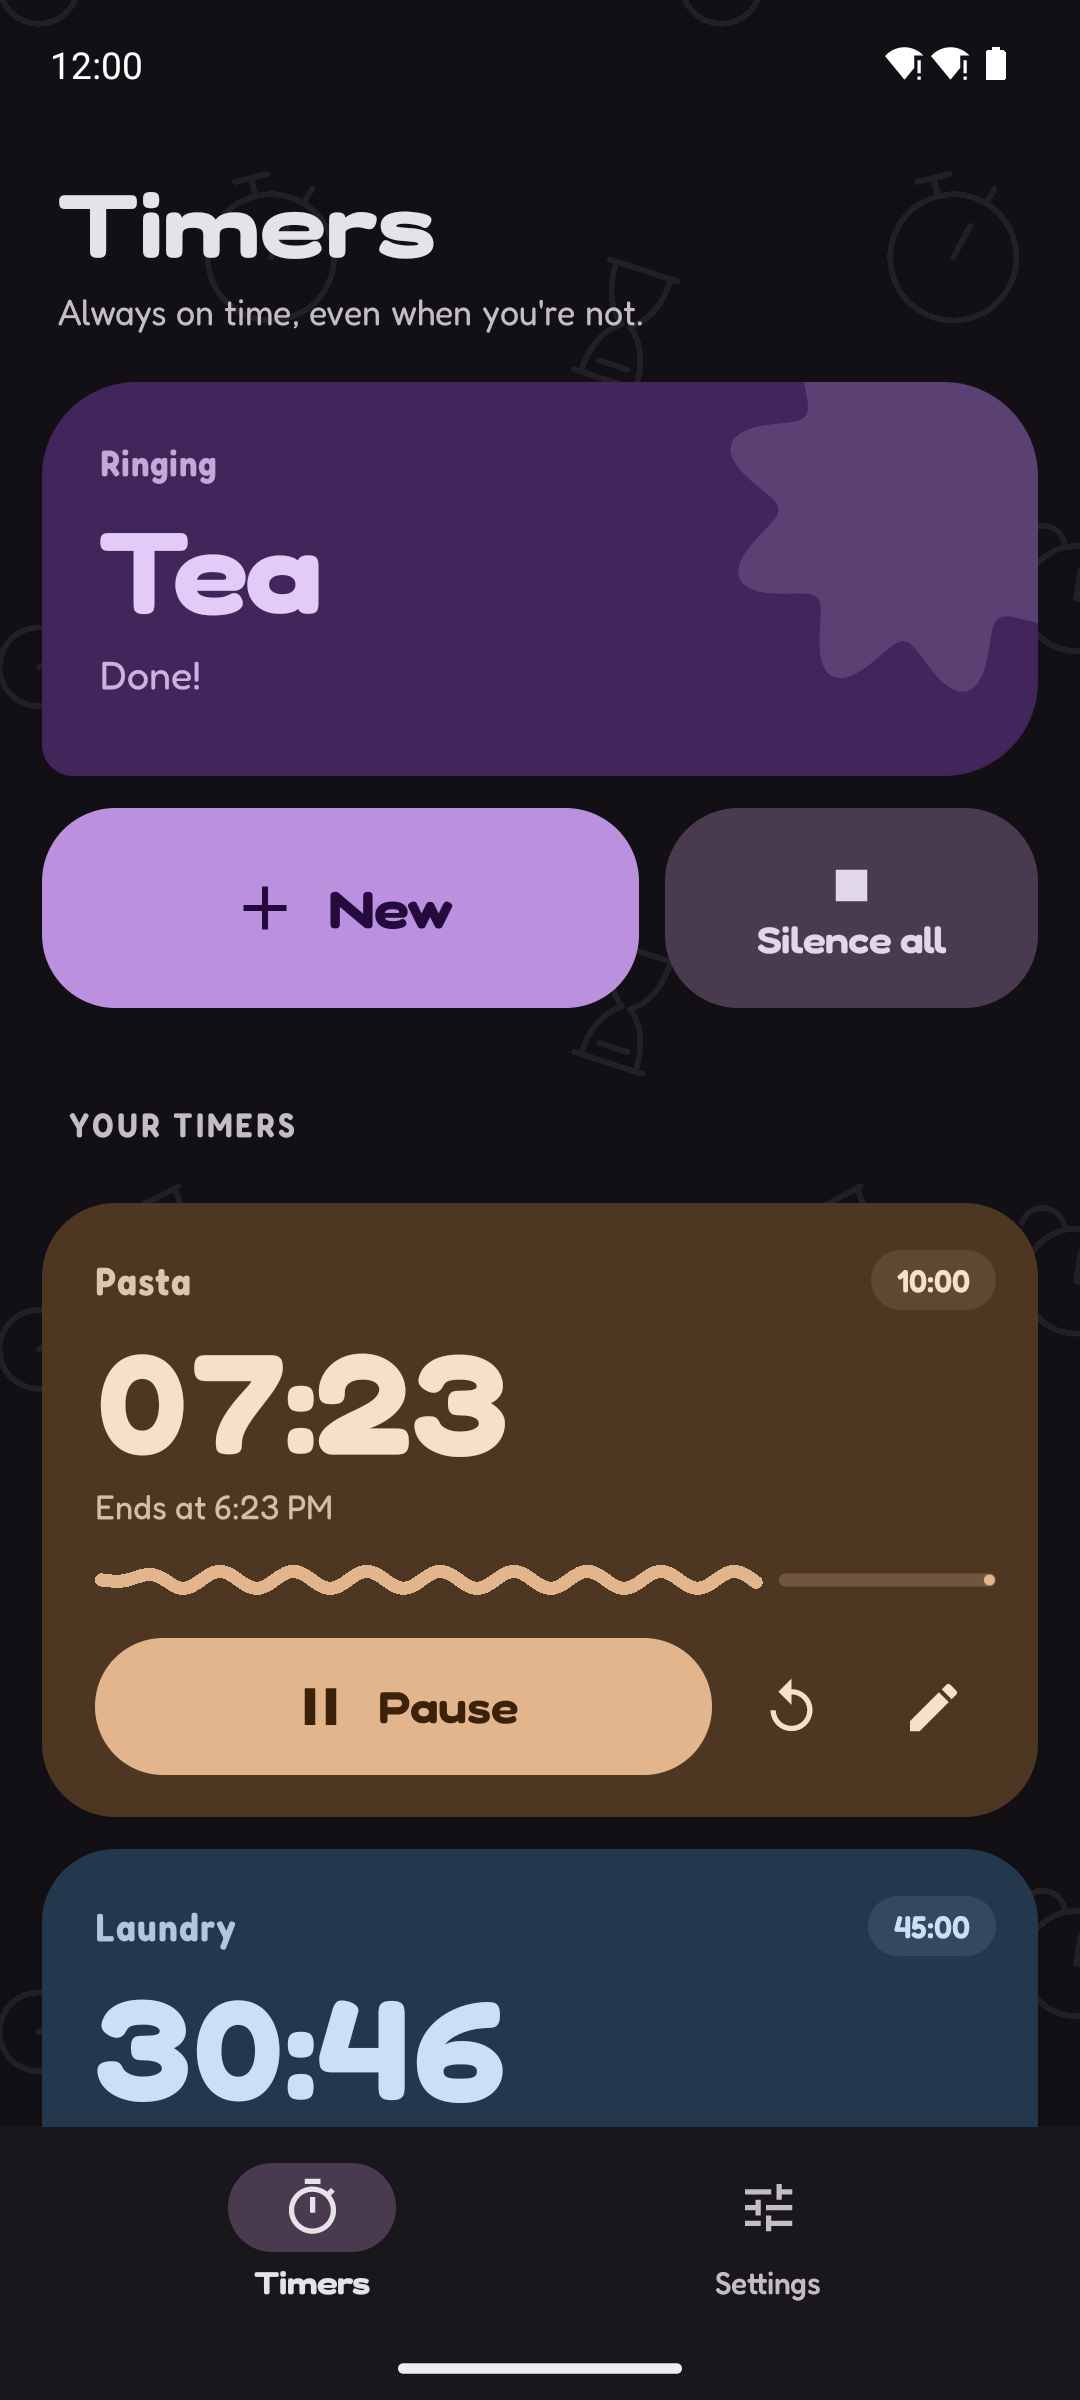 12:00
Timers
Always on time, even when you're not.
Ringing
Tea
Done!
New
Silence all
YOUR TIMERS
Pasta
10:00
07:23
Ends at 6:23 PM
Pause
Laundry
45:00
30:46
Timers
Settings